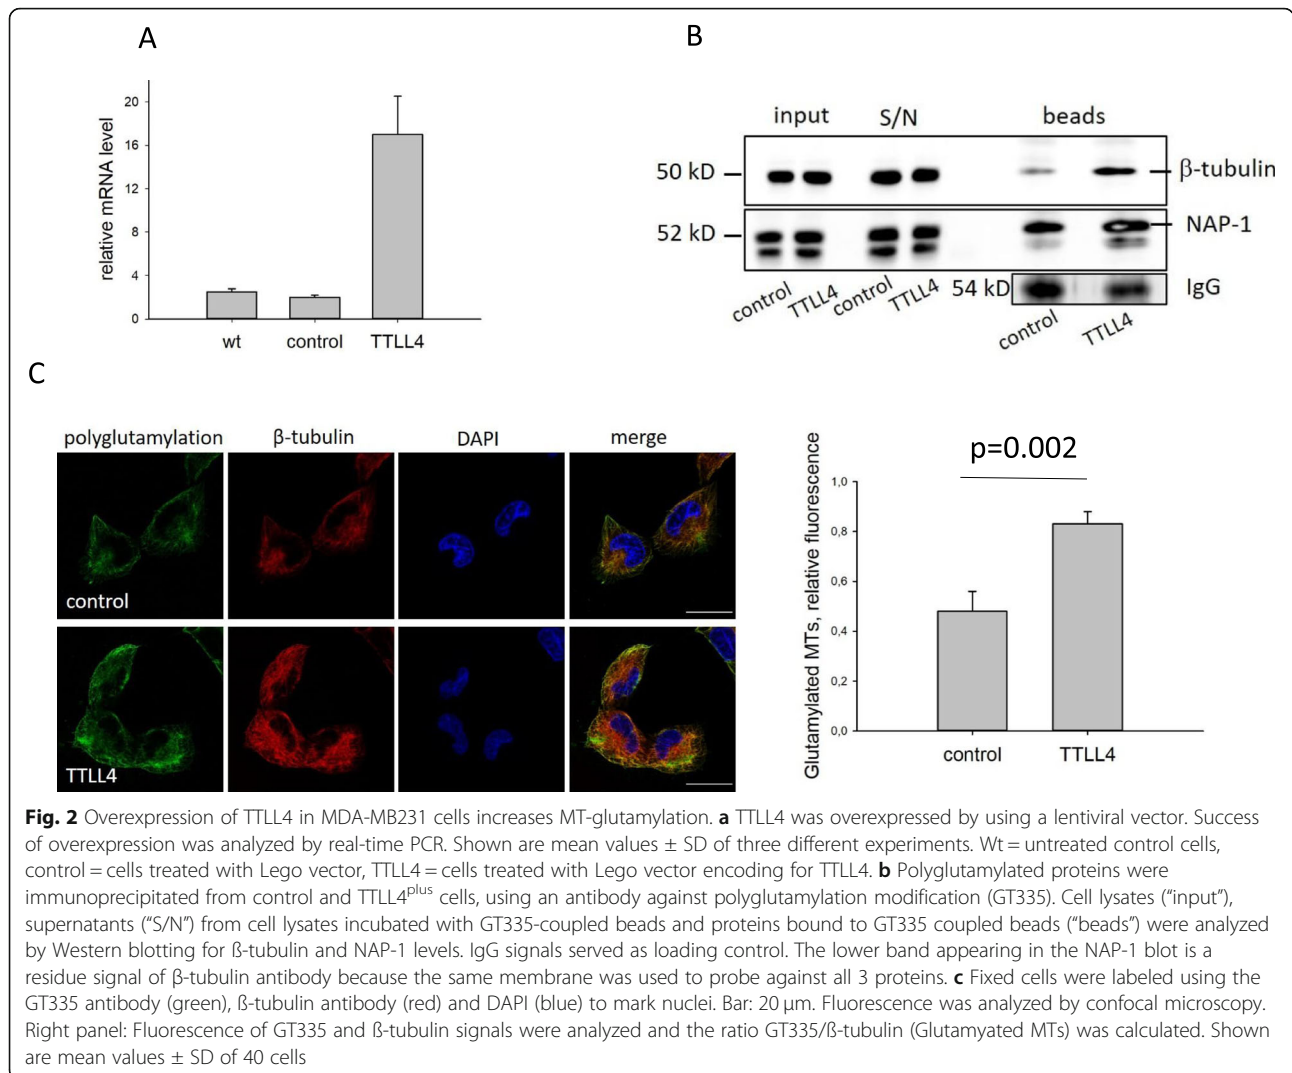 A
relative mRNA level
20
16
12
8
4
0
wt control TTLL4
B
input S/N beads
50 kD
β-tubulin
52 kD
NAP-1
54 kD
IgG
control TTLL4 control TTLL4 control TTLL4
C
polyglutamylation β-tubulin DAPI merge
control
TTLL4
p=0.002
Glutamylated MTs, relative fluorescence
1,0
0,8
0,6
0,4
0,2
0,0
control TTLL4
Fig. 2 Overexpression of TTLL4 in MDA-MB231 cells increases MT-glutamylation. a TTLL4 was overexpressed by using a lentiviral vector. Success
of overexpression was analyzed by real-time PCR. Shown are mean values ± SD of three different experiments. Wt = untreated control cells,
control = cells treated with Lego vector, TTLL4 = cells treated with Lego vector encoding for TTLL4. b Polyglutamylated proteins were
immunoprecipitated from control and TTLL4plus cells, using an antibody against polyglutamylation modification (GT335). Cell lysates (“input”),
supernatants (“S/N”) from cell lysates incubated with GT335-coupled beads and proteins bound to GT335 coupled beads (“beads”) were analyzed
by Western blotting for ß-tubulin and NAP-1 levels. IgG signals served as loading control. The lower band appearing in the NAP-1 blot is a
residue signal of β-tubulin antibody because the same membrane was used to probe against all 3 proteins. c Fixed cells were labeled using the
GT335 antibody (green), ß-tubulin antibody (red) and DAPI (blue) to mark nuclei. Bar: 20 μm. Fluorescence was analyzed by confocal microscopy.
Right panel: Fluorescence of GT335 and ß-tubulin signals were analyzed and the ratio GT335/ß-tubulin (Glutamyated MTs) was calculated. Shown
are mean values ± SD of 40 cells